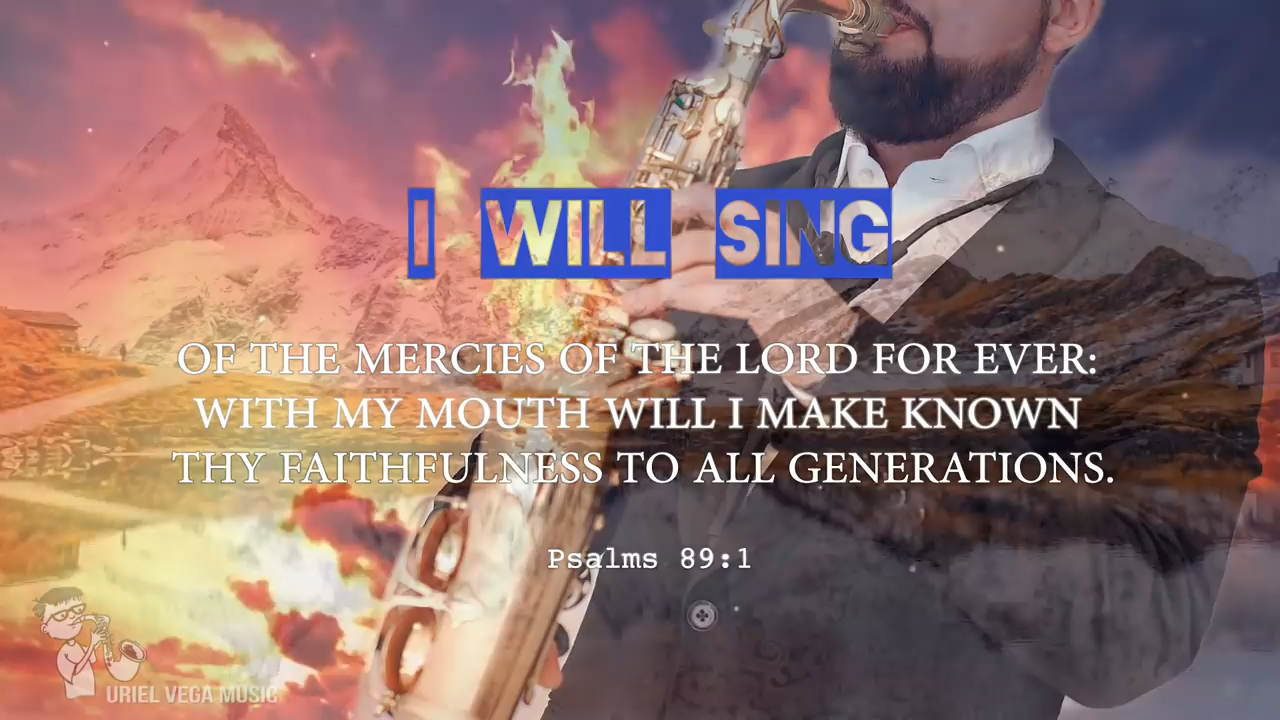 I WILL SING
OF THE MERCIES OF THE LORD FOR EVER:
WITH MY MOUTH WILL I MAKE KNOWN
THY FAITHFULNESS TO ALL GENERATIONS.
Psalms 89:1
URIEL VEGA MUSIC